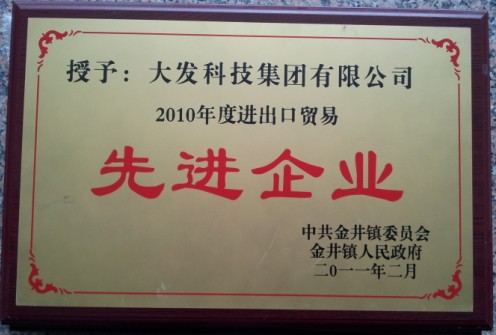 授予：大发科技集团有限公司
2010年度进出口贸易
先进企业
中共金井镇委员会
金井镇人民政府
二0一一年二月